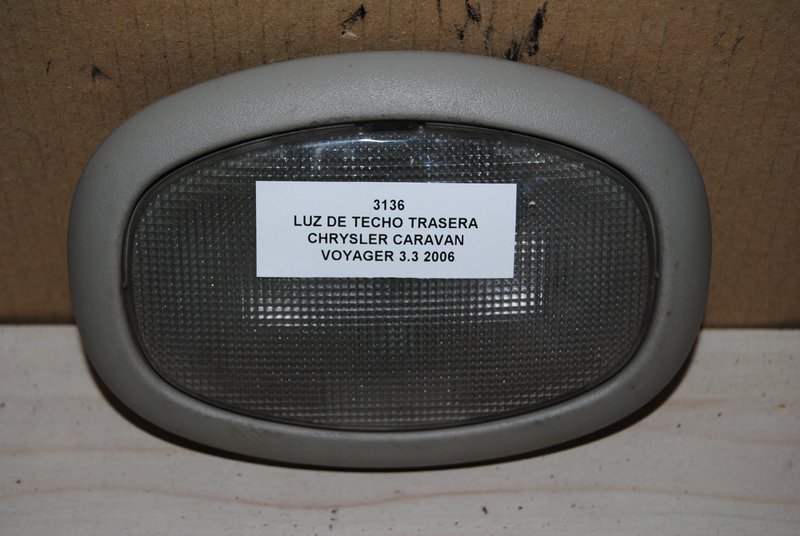 3136
LUZ DE TECHO TRASERA
CHRYSLER CARAVAN
VOYAGER 3.3 2006